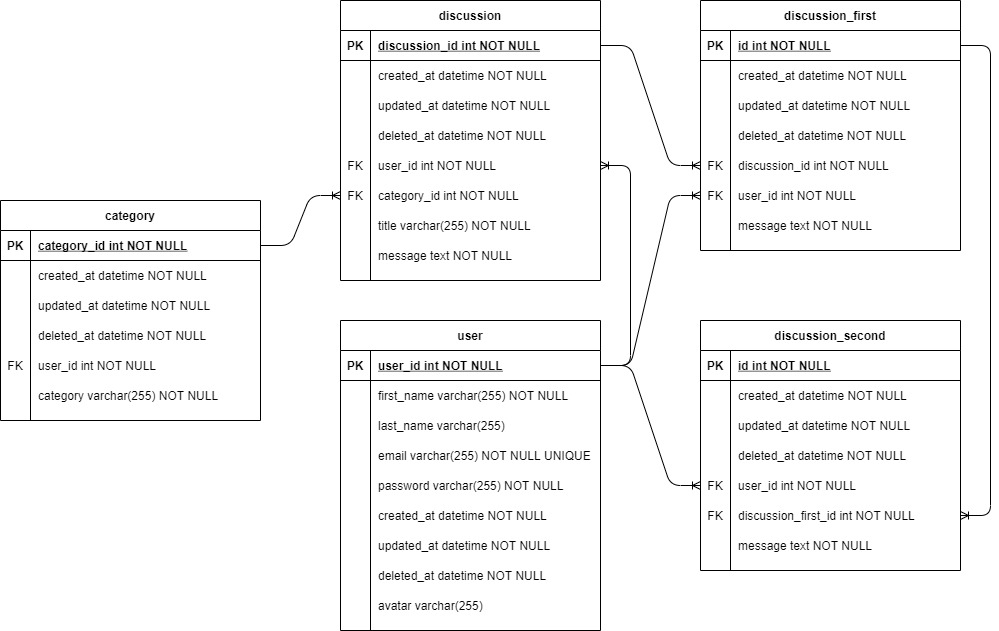 discussion
PK discussion_id int NOT NULL
created_at datetime NOT NULL
updated_at datetime NOT NULL
deleted_at datetime NOT NULL
FK user_id int NOT NULL
FK category_id int NOT NULL
title varchar(255) NOT NULL
message text NOT NULL
discussion_first
PK id int NOT NULL
created_at datetime NOT NULL
updated_at datetime NOT NULL
deleted_at datetime NOT NULL
FK discussion_id int NOT NULL
FK user_id int NOT NULL
message text NOT NULL
category
PK category_id int NOT NULL
created_at datetime NOT NULL
updated_at datetime NOT NULL
deleted_at datetime NOT NULL
FK user_id int NOT NULL
category varchar(255) NOT NULL
user
PK user_id int NOT NULL
first_name varchar(255) NOT NULL
last_name varchar(255)
email varchar(255) NOT NULL UNIQUE
password varchar(255) NOT NULL
created_at datetime NOT NULL
updated_at datetime NOT NULL
deleted_at datetime NOT NULL
avatar varchar(255)
discussion_second
PK id int NOT NULL
created_at datetime NOT NULL
updated_at datetime NOT NULL
deleted_at datetime NOT NULL
FK user_id int NOT NULL
FK discussion_first_id int NOT NULL
message text NOT NULL